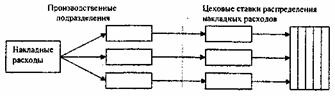 Производственные
подразделения
Цеховые ставки распределения
накладных расходов
Накладные
расходы